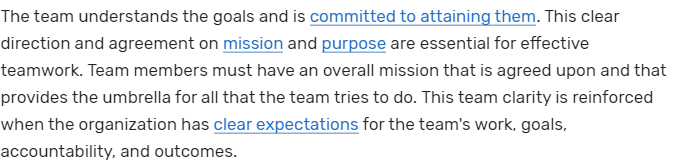 The team understands the goals and is committed to attaining them. This clear
direction and agreement on mission and purpose are essential for effective
teamwork. Team members must have an overall mission that is agreed upon and that
provides the umbrella for all that the team tries to do. This team clarity is reinforced
when the organization has clear expectations for the team's work, goals,
accountability, and outcomes.